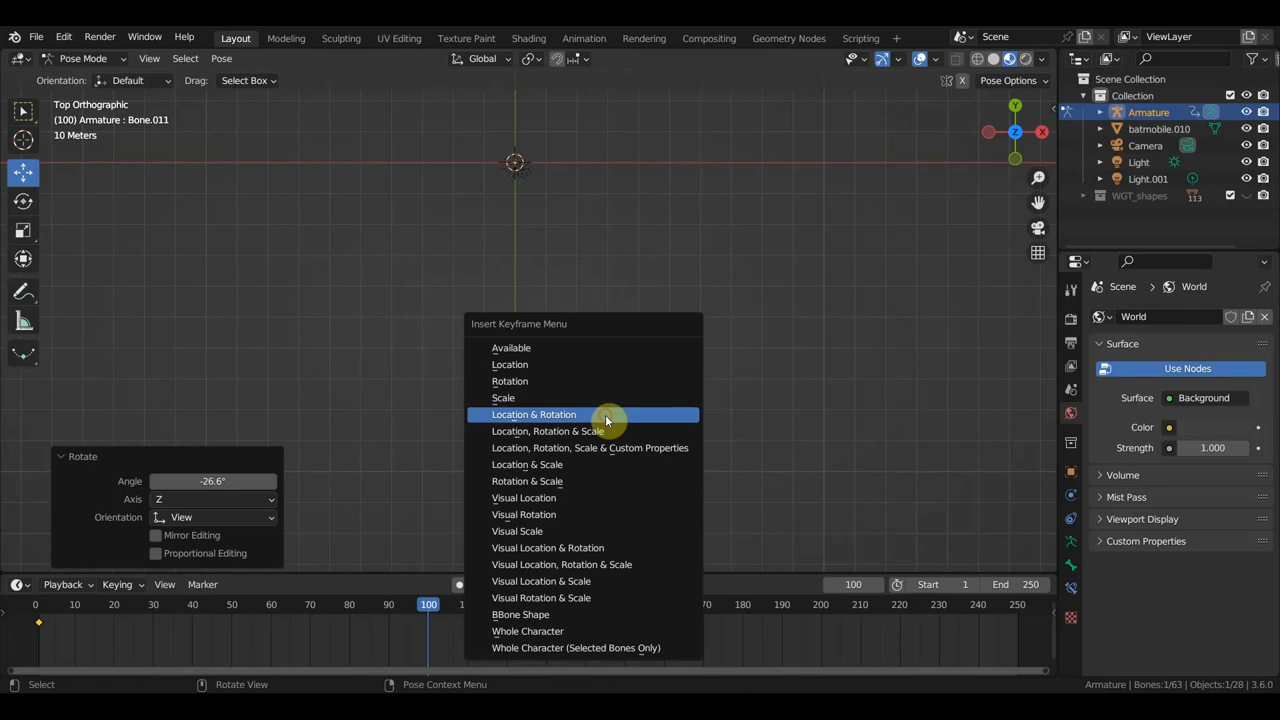 File Edit Render Window Help Layout Modeling Sculpting UV Editing Texture Paint Shading Animation Rendering Compositing Geometry Nodes Scripting + Scene ViewLayer
Pose Mode View Select Pose Global
Orientation: Default Drag: Select Box X Pose Options
Top Orthographic
(100) Armature : Bone.011
10 Meters
Y
Z
X
Scene Collection
Collection
Armature
batmobile.010
Camera
Light
Light.001
WGT_shapes 113
Scene > World
World
Surface
Use Nodes
Surface: Background
Color:
Strength: 1.000
Volume
Mist Pass
Viewport Display
Custom Properties
Insert Keyframe Menu
Available
Location
Rotation
Scale
Location & Rotation
Location, Rotation & Scale
Location, Rotation, Scale & Custom Properties
Location & Scale
Rotation & Scale
Visual Location
Visual Rotation
Visual Scale
Visual Location & Rotation
Visual Location, Rotation & Scale
Visual Location & Scale
Visual Rotation & Scale
BBone Shape
Whole Character
Whole Character (Selected Bones Only)
Rotate
Angle -26.6°
Axis Z
Orientation View
Mirror Editing
Proportional Editing
Playback Keying View Marker 100 Start 1 End 250
0 10 20 30 40 50 60 70 80 90 100 70 180 190 200 210 220 230 240 250
Select Rotate View Pose Context Menu Armature | Bones:1/63 | Objects:1/28 | 3.6.0